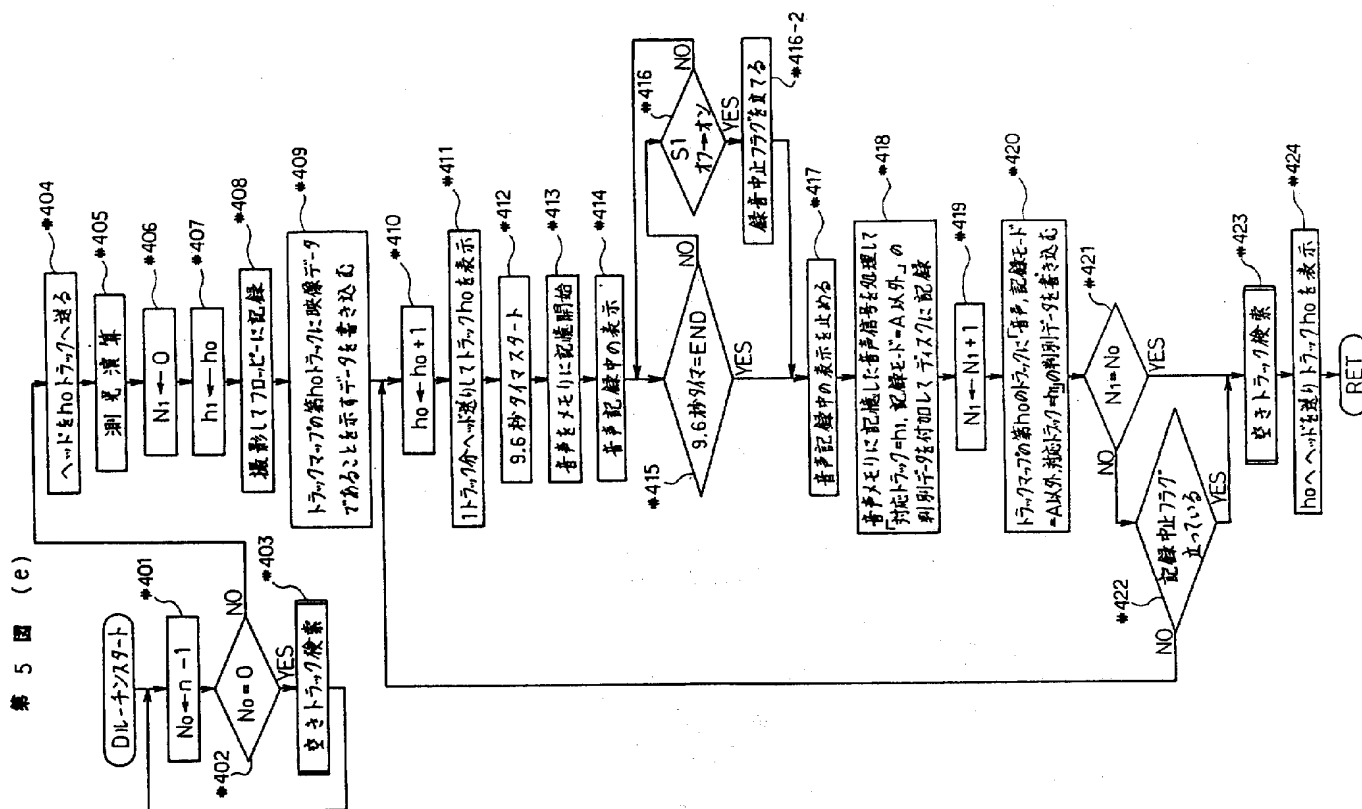 第 5 図 (e)
Dルーチンスタート
No←n-1
#401
No=0
#402
NO
YES
空きトラック検索
#403
ヘッドをhoトラックへ送る
#404
測光演算
#405
N1←0
#406
h1←ho
#407
撮影してフロッピーに記録
#408
トラックマップの第hoトラックに映像データ
であることを示すデータを書き込む
#409
ho←ho+1
#410
1トラック分ヘッド送りしてトラックhoを表示
#411
9.6秒タイマスタート
#412
音声をメモリに記憶開始
#413
音声記録中の表示
#414
9.6秒タイマ=END
#415
NO
YES
S1
オフ→オン
#416
NO
YES
録音中止フラグを立てる
#416-2
音声記録中の表示を止める
#417
音声メモリに記憶した音声信号を処理して
「対応トラック=h1, 記録モード=A以外」の
判別データを付加してディスクに記録
#418
N1←N1+1
#419
トラックマップの第hoのトラックに「音声,記録モード
=A以外,対応トラック=h1」の判別データを書き込む
#420
N1=No
#421
NO
YES
記録中止フラグ
立っている
#422
NO
YES
空きトラック検索
#423
hoへヘッドを送りトラックhoを表示
#424
RET